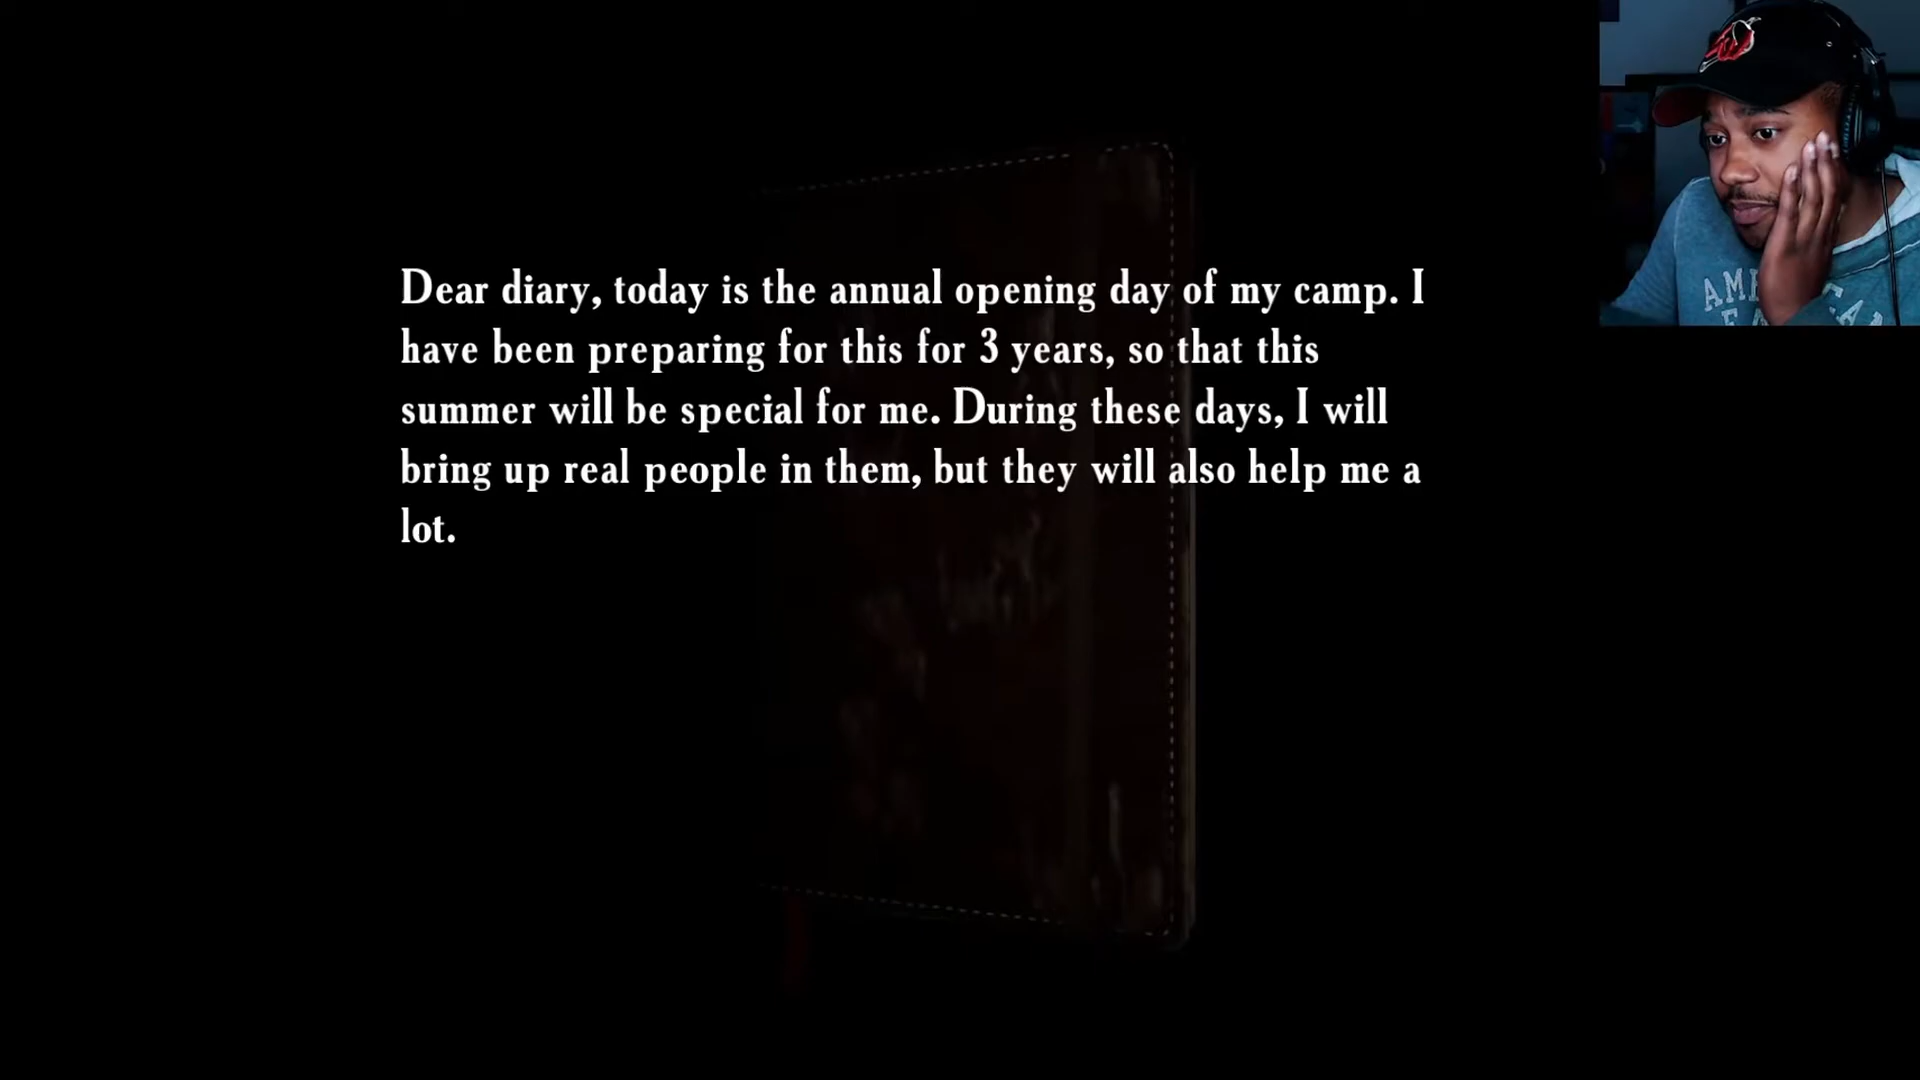 Dear diary, today is the annual opening day of my camp. I
have been preparing for this for 3 years, so that this
summer will be special for me. During these days, I will
bring up real people in them, but they will also help me a
lot.